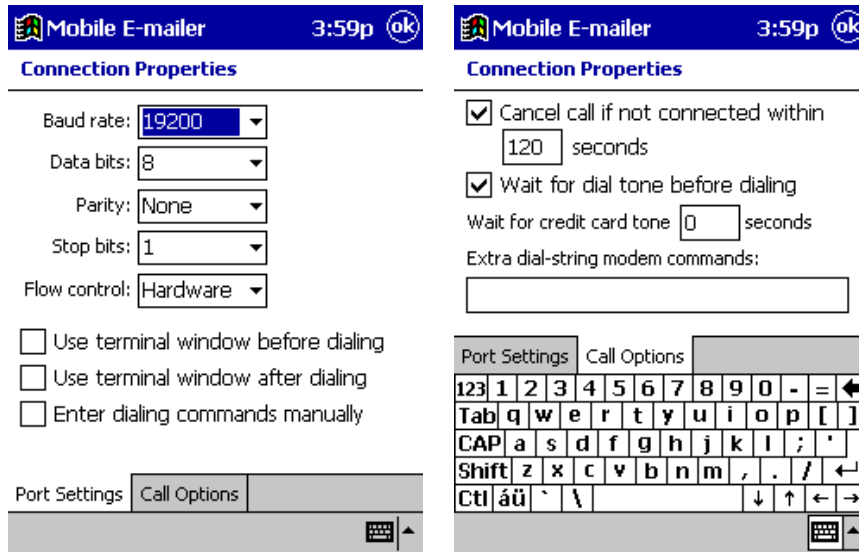 Mobile E-mailer 3:59p ok
Connection Properties
Baud rate: 19200
Data bits: 8
Parity: None
Stop bits: 1
Flow control: Hardware
Use terminal window before dialing
Use terminal window after dialing
Enter dialing commands manually
Port Settings Call Options
Mobile E-mailer 3:59p ok
Connection Properties
Cancel call if not connected within
120 seconds
Wait for dial tone before dialing
Wait for credit card tone 0 seconds
Extra dial-string modem commands:
Port Settings Call Options
123 1 2 3 4 5 6 7 8 9 0 - =
Tab q w e r t y u i o p [ ]
CAP a s d f g h j k l ; '
Shift z x c v b n m , . /
Ctl áü ` \